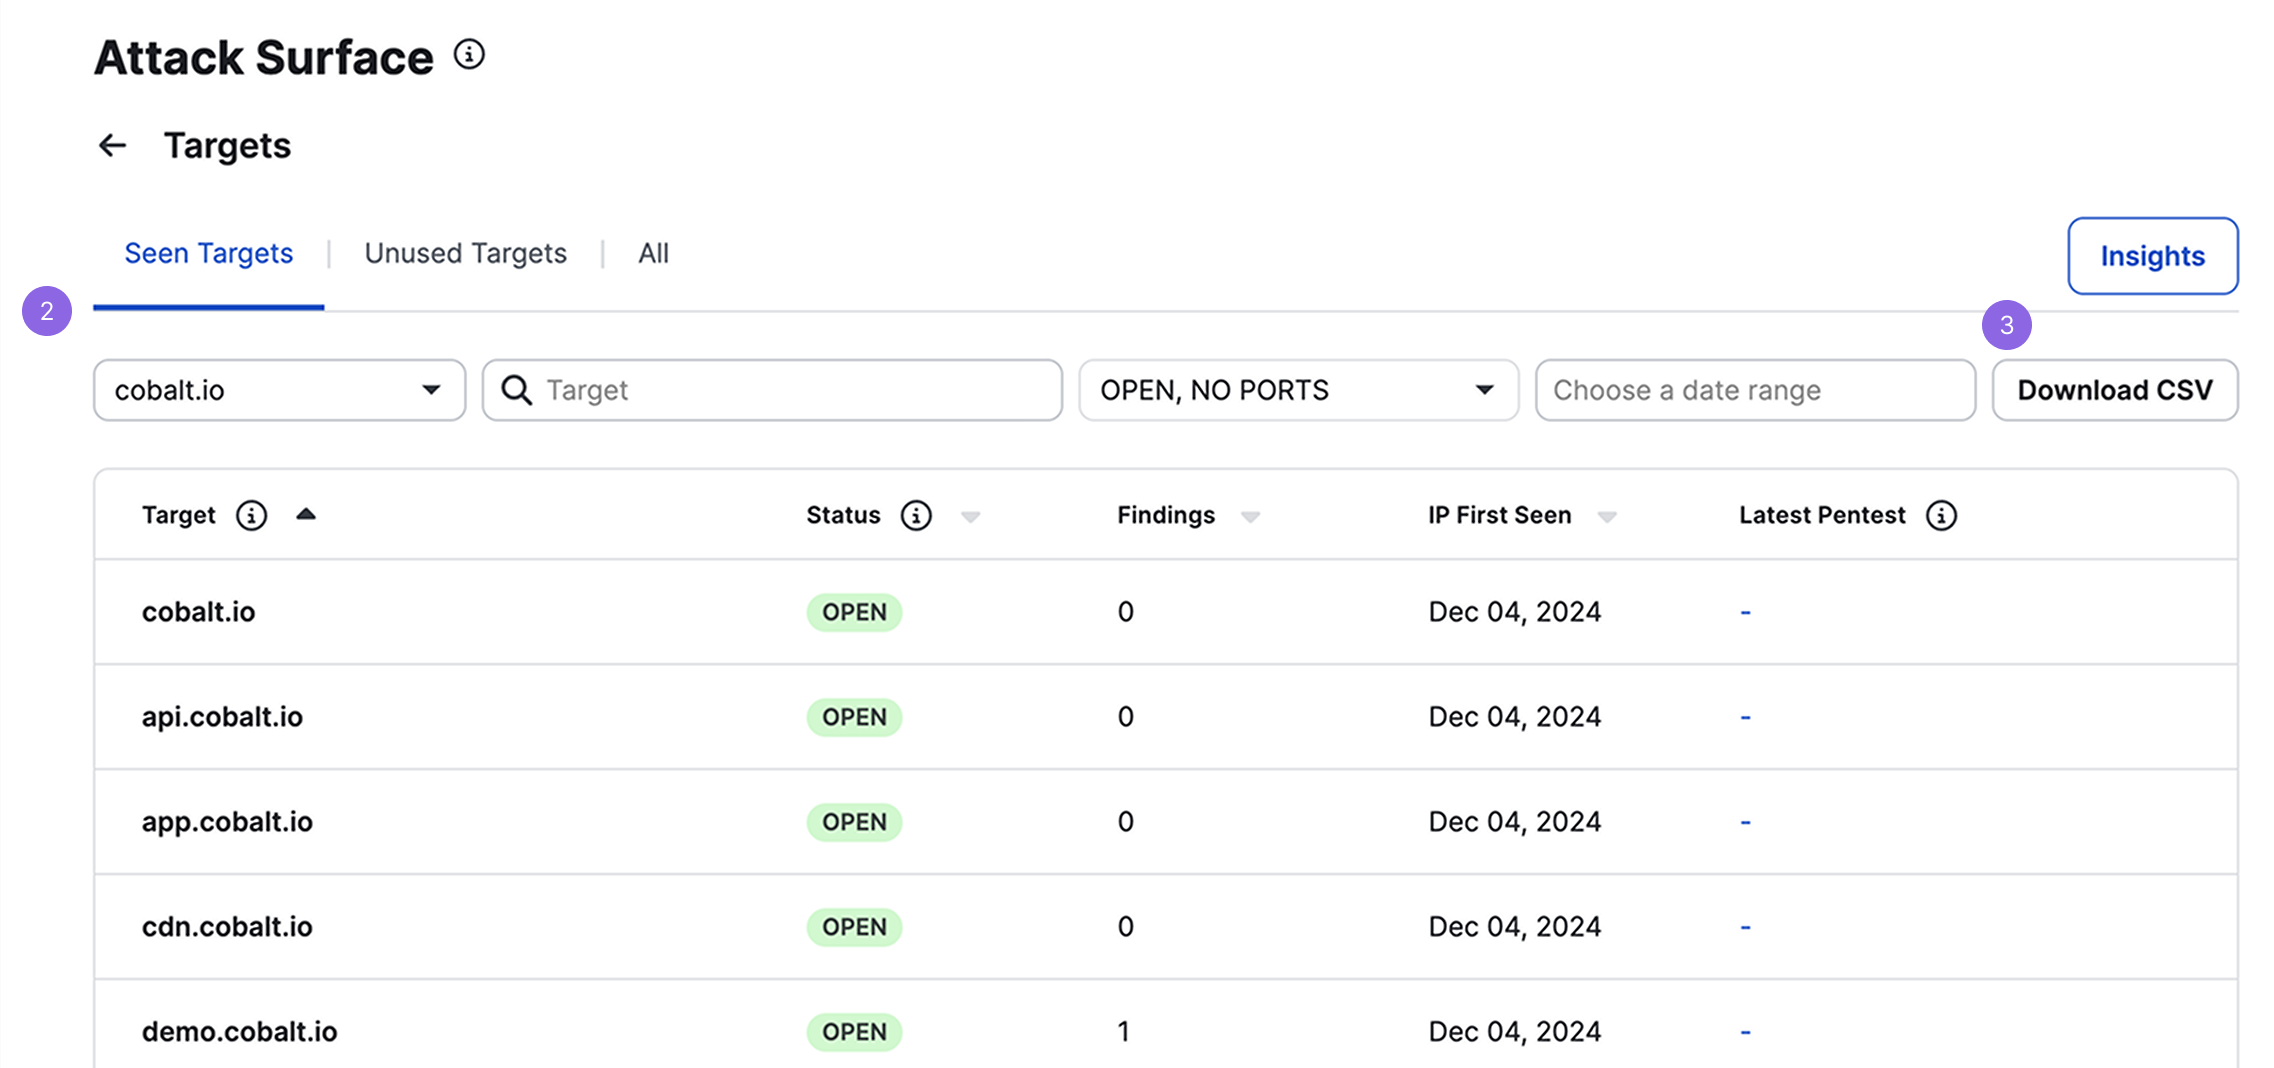 Attack Surface
Targets
Seen Targets | Unused Targets | All
Insights
2
3
cobalt.io Target OPEN, NO PORTS Choose a date range Download CSV
Target Status Findings IP First Seen Latest Pentest
cobalt.io OPEN 0 Dec 04, 2024 -
api.cobalt.io OPEN 0 Dec 04, 2024 -
app.cobalt.io OPEN 0 Dec 04, 2024 -
cdn.cobalt.io OPEN 0 Dec 04, 2024 -
demo.cobalt.io OPEN 1 Dec 04, 2024 -